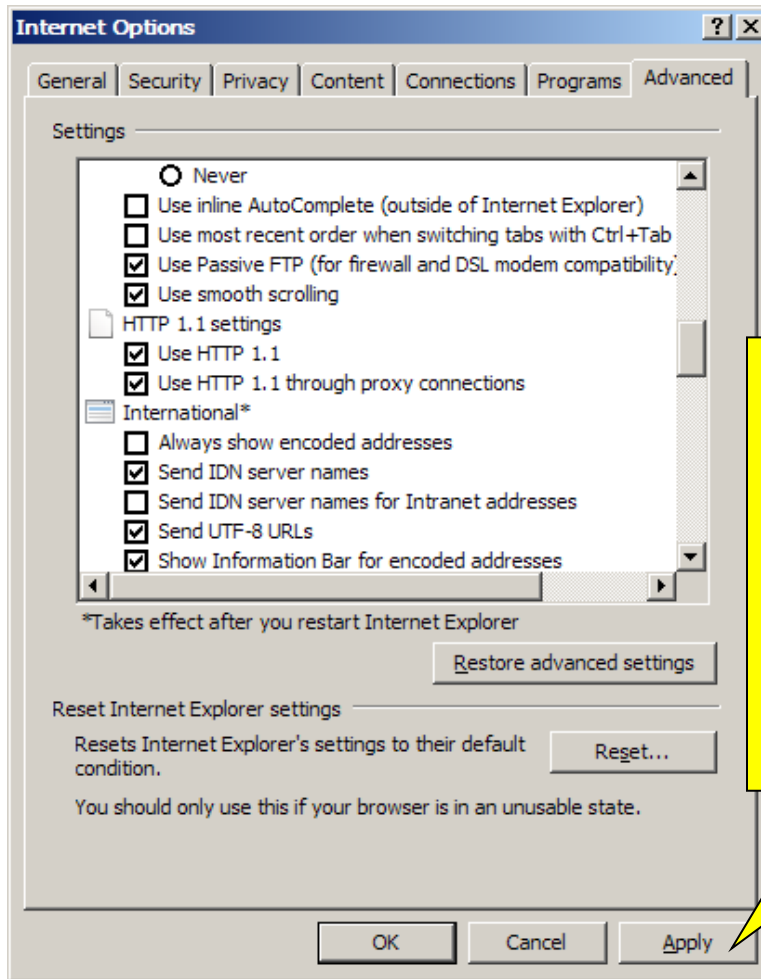 Internet Options
General Security Privacy Content Connections Programs Advanced
Settings
Never
Use inline AutoComplete (outside of Internet Explorer)
Use most recent order when switching tabs with Ctrl+Tab
Use Passive FTP (for firewall and DSL modem compatibility)
Use smooth scrolling
HTTP 1.1 settings
Use HTTP 1.1
Use HTTP 1.1 through proxy connections
International*
Always show encoded addresses
Send IDN server names
Send IDN server names for Intranet addresses
Send UTF-8 URLs
Show Information Bar for encoded addresses
*Takes effect after you restart Internet Explorer
Restore advanced settings
Reset Internet Explorer settings
Resets Internet Explorer's settings to their default
condition.
Reset...
You should only use this if your browser is in an unusable state.
OK Cancel Apply